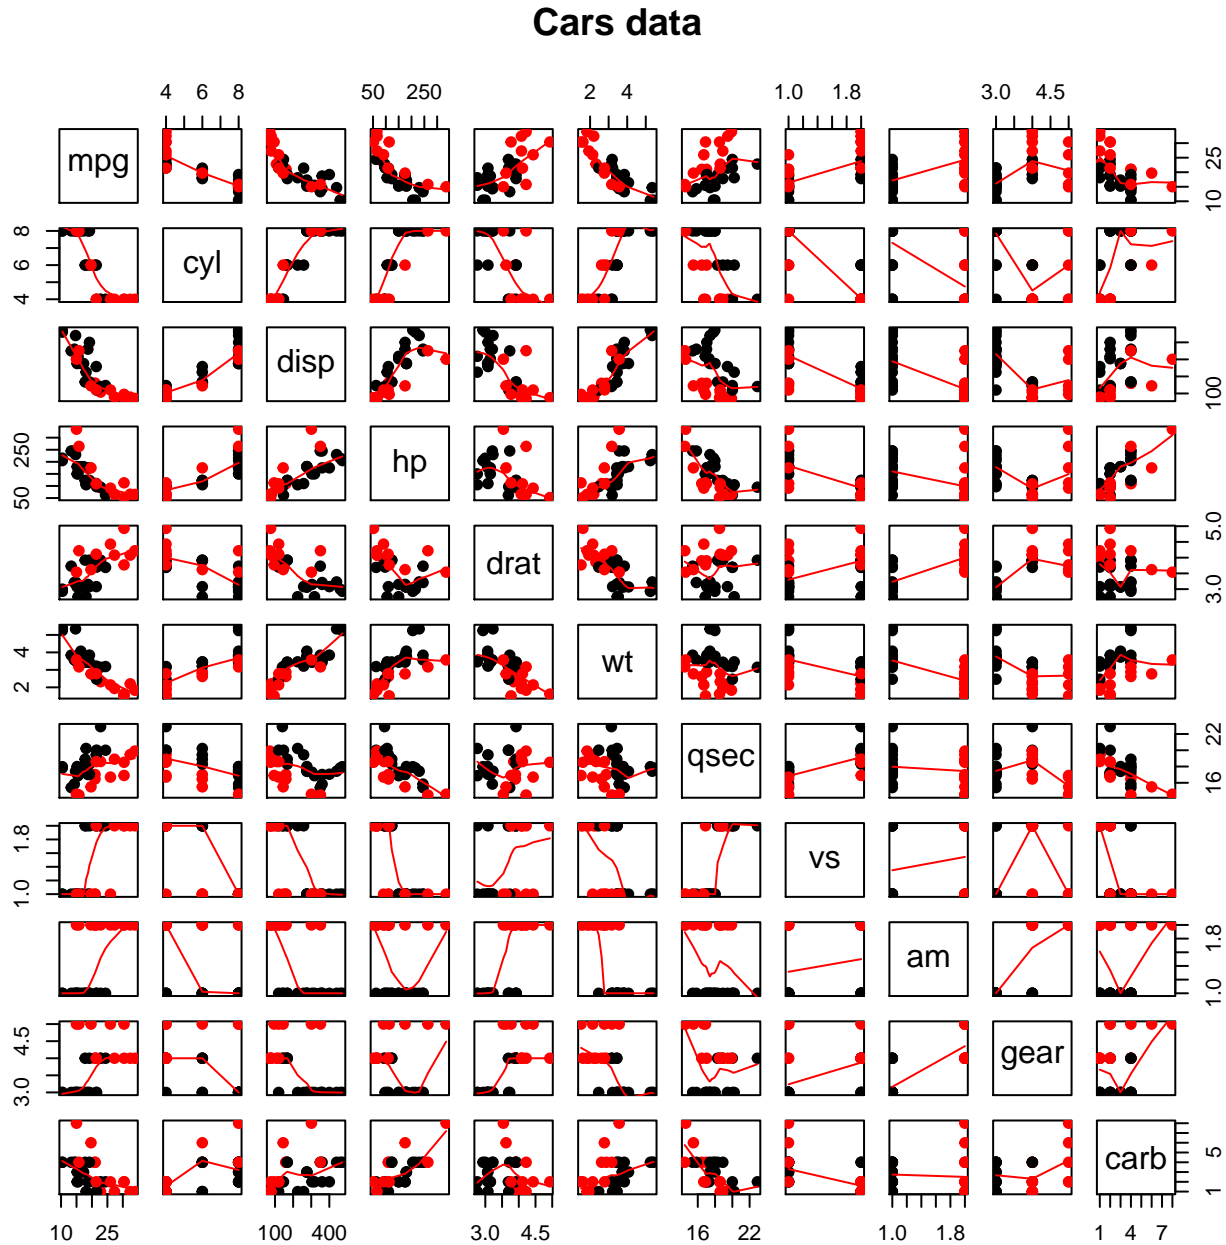 Cars data
4 6 8 50 250 2 4 1.0 1.8 3.0 4.5
mpg 10 25
4 6 8 cyl
disp 100
50 250 hp
drat 3.0 5.0
2 4 wt
qsec 16 22
1.0 1.8 vs
am 1.0 1.8
3.0 4.5 gear
carb 1 5
10 25 100 400 3.0 4.5 16 22 1.0 1.8 1 4 7